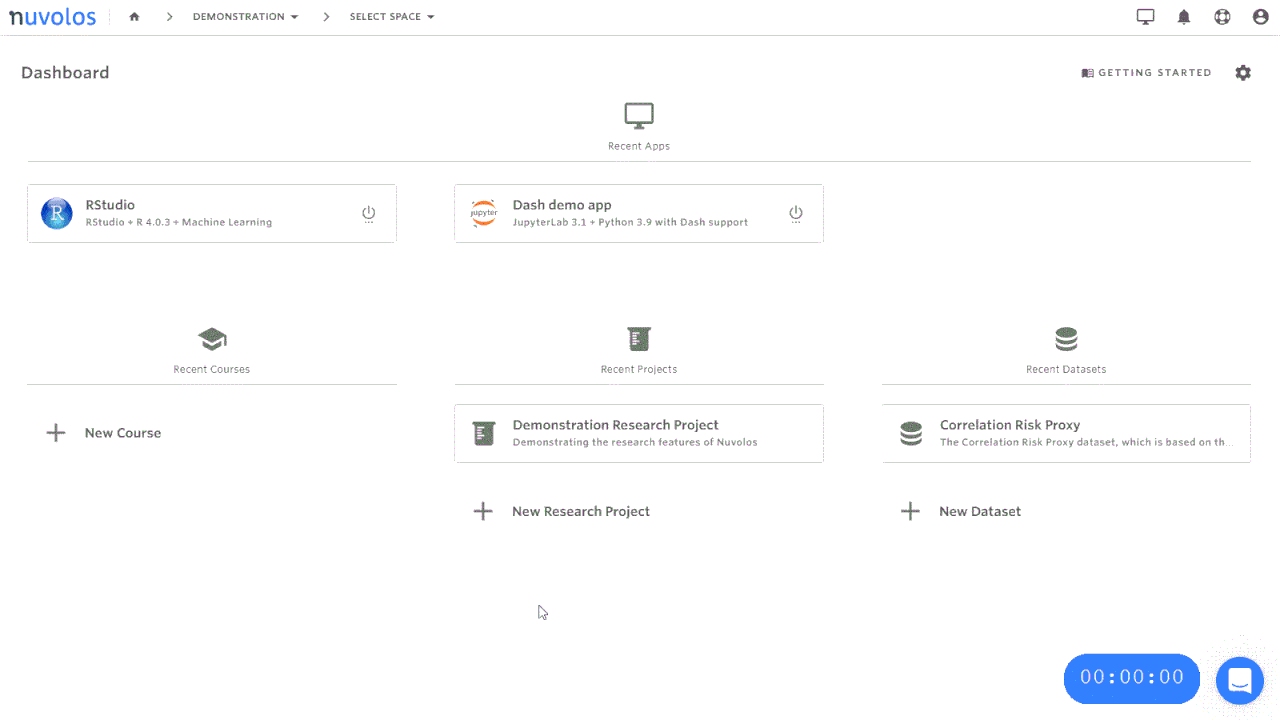 nuvolos
DEMONSTRATION
SELECT SPACE
Dashboard
GETTING STARTED
Recent Apps
RStudio
RStudio + R 4.0.3 + Machine Learning
jupyter
Dash demo app
JupyterLab 3.1 + Python 3.9 with Dash support
Recent Courses
Recent Projects
Recent Datasets
New Course
Demonstration Research Project
Demonstrating the research features of Nuvolos
Correlation Risk Proxy
The Correlation Risk Proxy dataset, which is based on th...
New Research Project
New Dataset
00:00:00